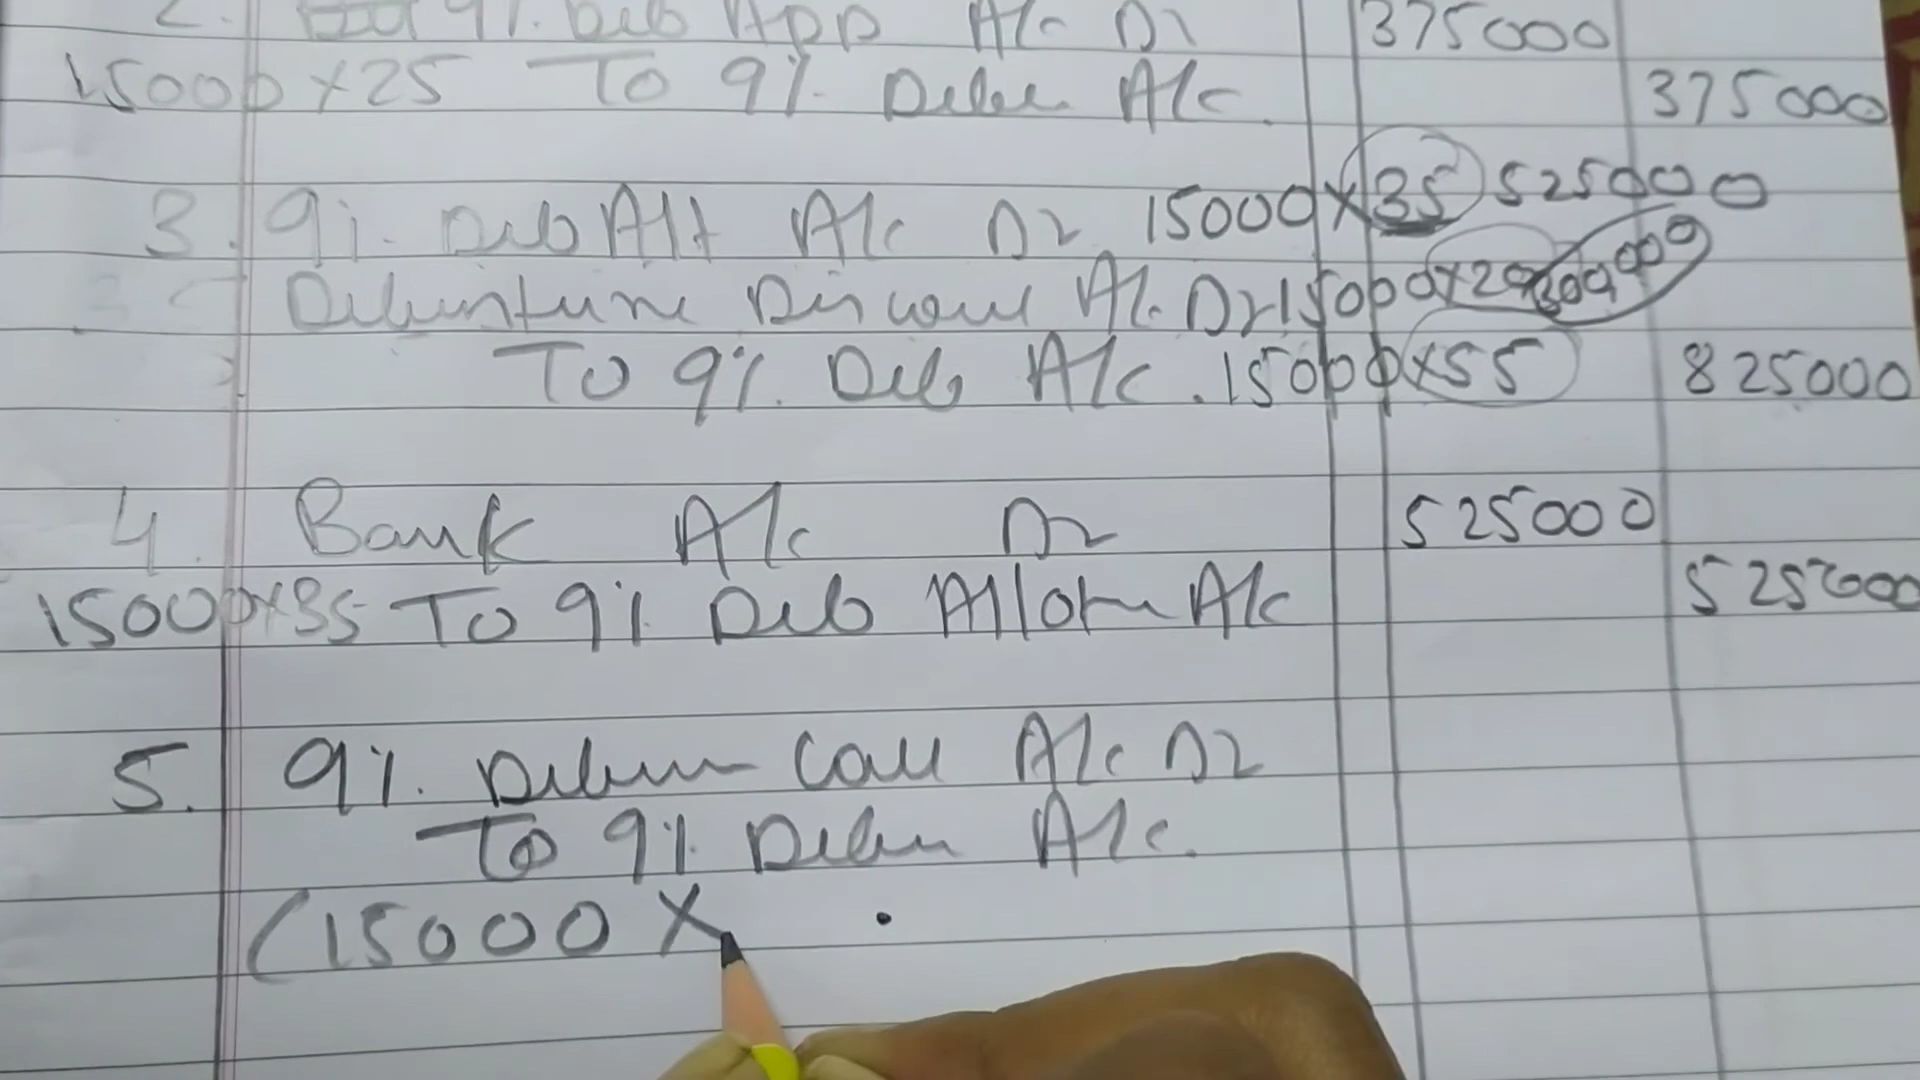 2. 9% Deb App A/c Dr 375000
15000 x 25 To 9% Deben A/c. 375000
3. 9% Deb Allt A/c Dr 15000 x 35 525000
Debenture Discoun A/c Dr 15000 x 20 300000
To 9% Deb A/c. 15000 x 55 825000
4. Bank A/c Dr 525000
15000 x 35 To 9% Deb Allotm A/c 525000
5. 9% Deben Call A/c Dr
To 9% Deben A/c.
(15000 x